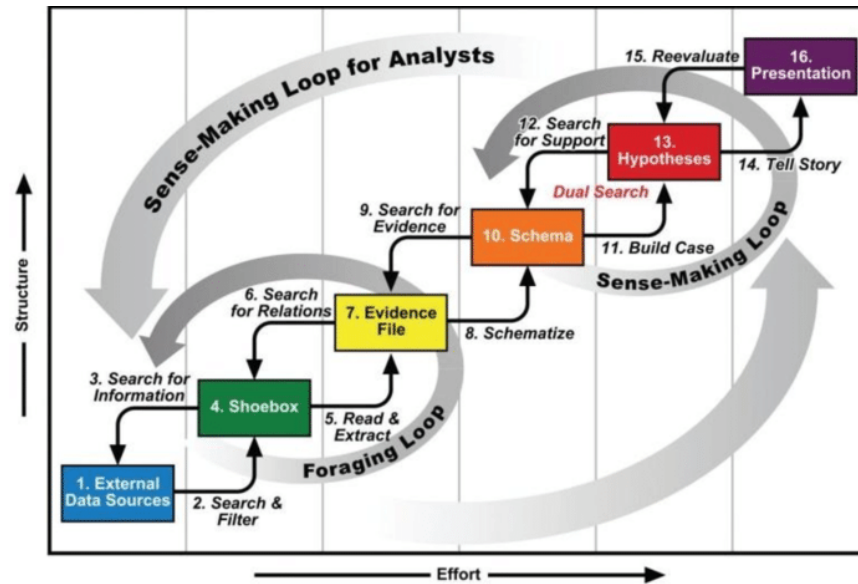 Sense-Making Loop for Analysts
15. Reevaluate
16.
Presentation
12. Search
for Support
13.
Hypotheses
14. Tell Story
Dual Search
9. Search for
Evidence
10. Schema
11. Build Case
Sense-Making Loop
6. Search
for Relations
7. Evidence
File
8. Schematize
3. Search for
Information
4. Shoebox
5. Read &
Extract
Foraging Loop
1. External
Data Sources
2. Search &
Filter
Structure
Effort